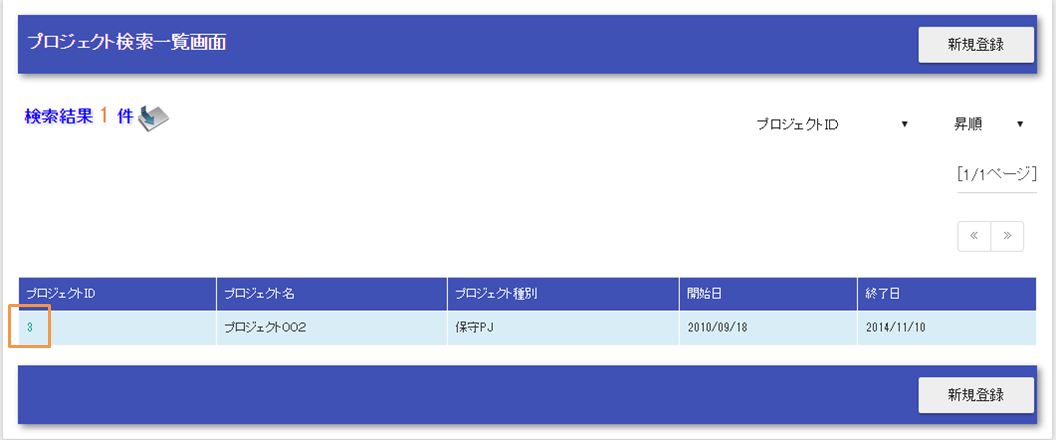 プロジェクト検索一覧画面
新規登録
検索結果 1 件
プロジェクトID ▼ 昇順 ▼
[1/1ページ]
« »
プロジェクトID プロジェクト名 プロジェクト種別 開始日 終了日
3 プロジェクト002 保守PJ 2010/09/18 2014/11/10
新規登録